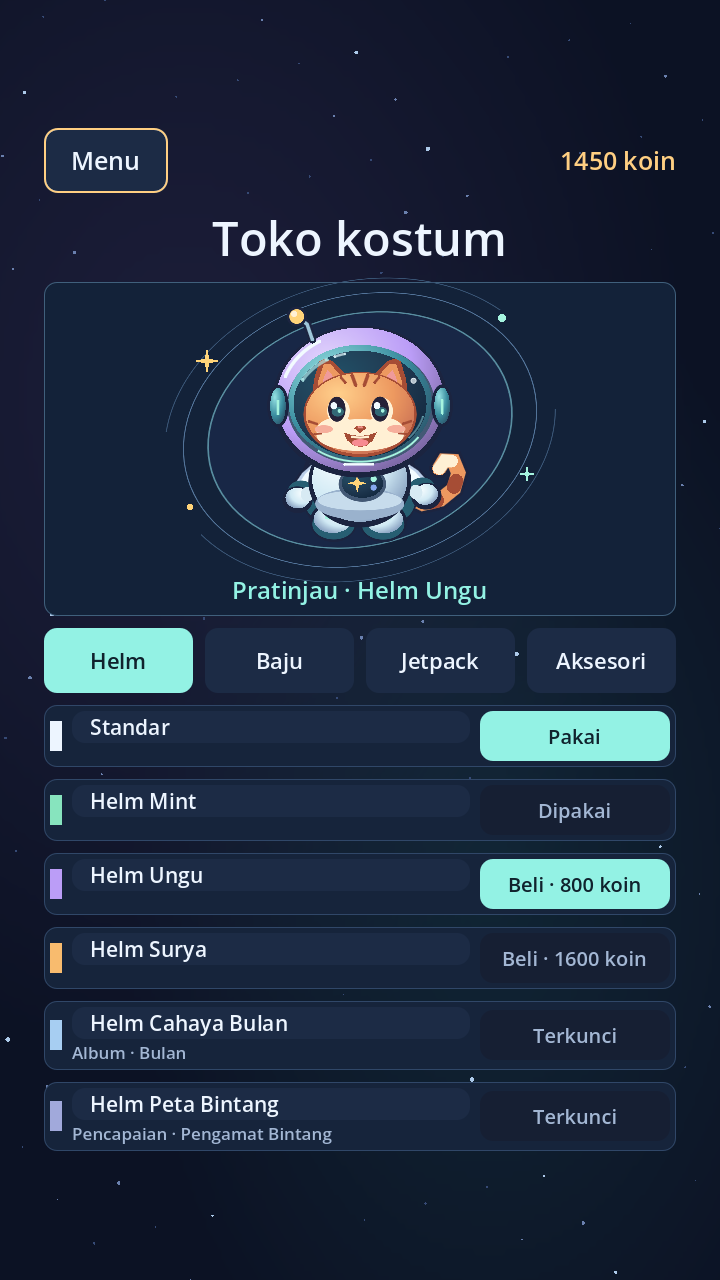 Menu
1450 koin
Toko kostum
Pratinjau · Helm Ungu
Helm
Baju
Jetpack
Aksesori
Standar
Pakai
Helm Mint
Dipakai
Helm Ungu
Beli · 800 koin
Helm Surya
Beli · 1600 koin
Helm Cahaya Bulan
Album · Bulan
Terkunci
Helm Peta Bintang
Pencapaian · Pengamat Bintang
Terkunci